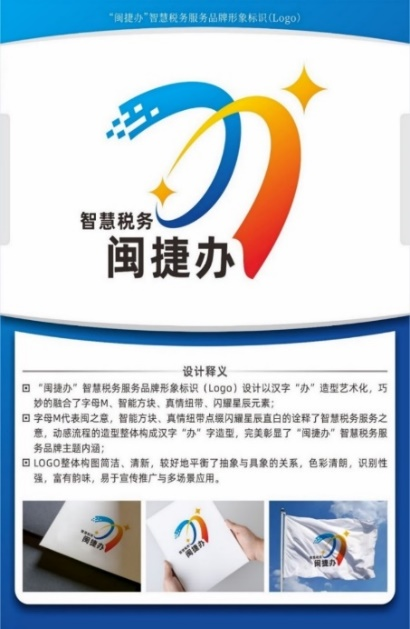 “闽捷办”智慧税务服务品牌形象标识(Logo)
智慧税务
闽捷办
设计释义
“闽捷办”智慧税务服务品牌形象标识（Logo）设计以汉字“办”造型艺术化，巧
妙的融合了字母M、智能方块、真情纽带、闪耀星辰元素；
字母M代表闽之意，智能方块、真情纽带点缀闪耀星辰直白的诠释了智慧税务服务之
意，动感流程的造型整体构成汉字“办”字造型，完美彰显了“闽捷办”智慧税务服
务品牌主题内涵；
LOGO整体构图简洁、清新，较好地平衡了抽象与具象的关系，色彩清朗，识别性
强，富有韵味，易于宣传推广与多场景应用。
智慧税务
闽捷办
智慧税务
闽捷办
智慧税务
闽捷办